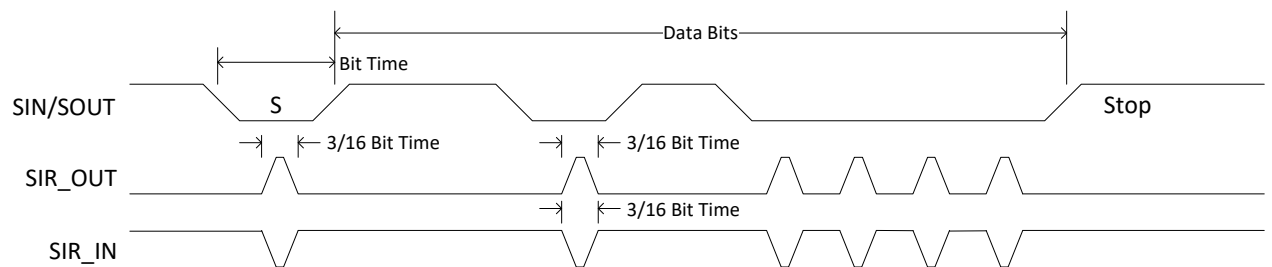 Data Bits
Bit Time
SIN/SOUT
S
Stop
3/16 Bit Time
3/16 Bit Time
SIR_OUT
3/16 Bit Time
SIR_IN